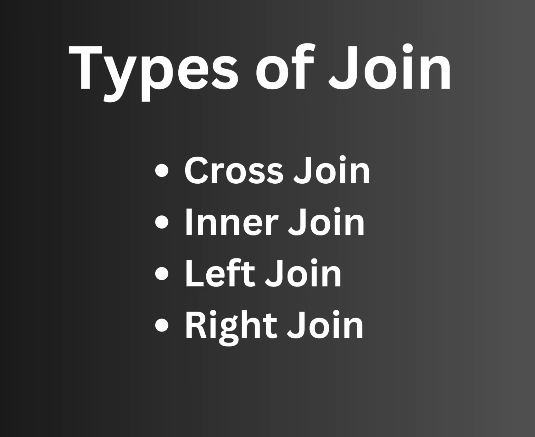 Types of Join
• Cross Join
• Inner Join
• Left Join
• Right Join